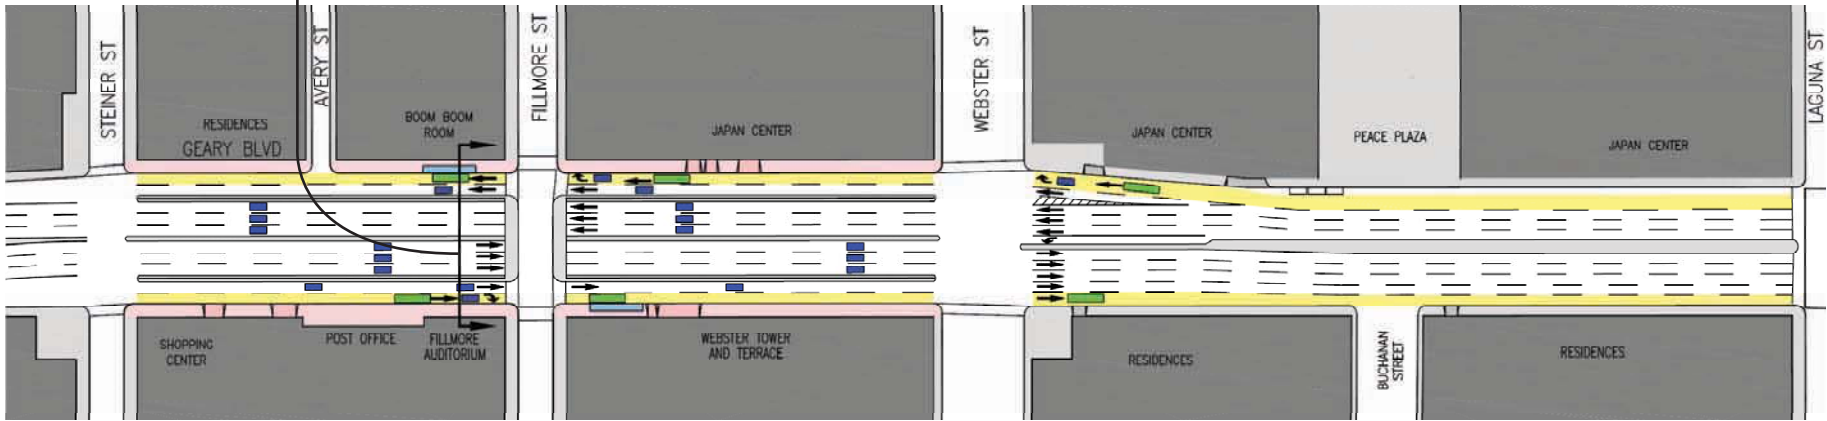 STEINER ST
AVERY ST
FILLMORE ST
WEBSTER ST
LAGUNA ST
RESIDENCES
GEARY BLVD
BOOM BOOM
ROOM
JAPAN CENTER
JAPAN CENTER
PEACE PLAZA
JAPAN CENTER
SHOPPING
CENTER
POST OFFICE
FILLMORE
AUDITORIUM
WEBSTER TOWER
AND TERRACE
RESIDENCES
BUCHANAN
STREET
RESIDENCES